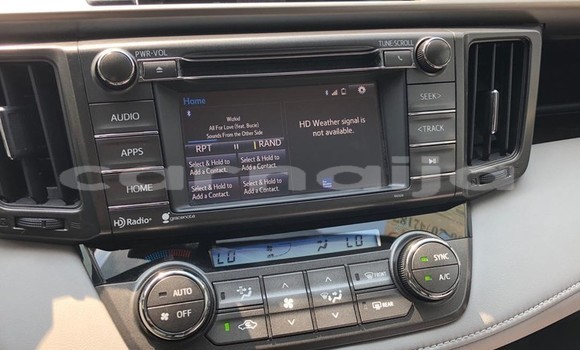 PWR·VOL
TUNE·SCROLL
AUDIO
APPS
HOME
HD Radio
gracenote
SEEK>
<TRACK
Home
Wizkid
All For Love (feat. Bucie)
Sounds From the Other Side
RPT
RAND
Select & Hold to
Add a Contact.
Select & Hold to
Add a Contact.
Select & Hold to
Add a Contact.
Select & Hold to
Add a Contact.
HD Weather signal is
not available.
carnaija
LO
LO
AUTO
OFF
FRONT
REAR
SYNC
A/C